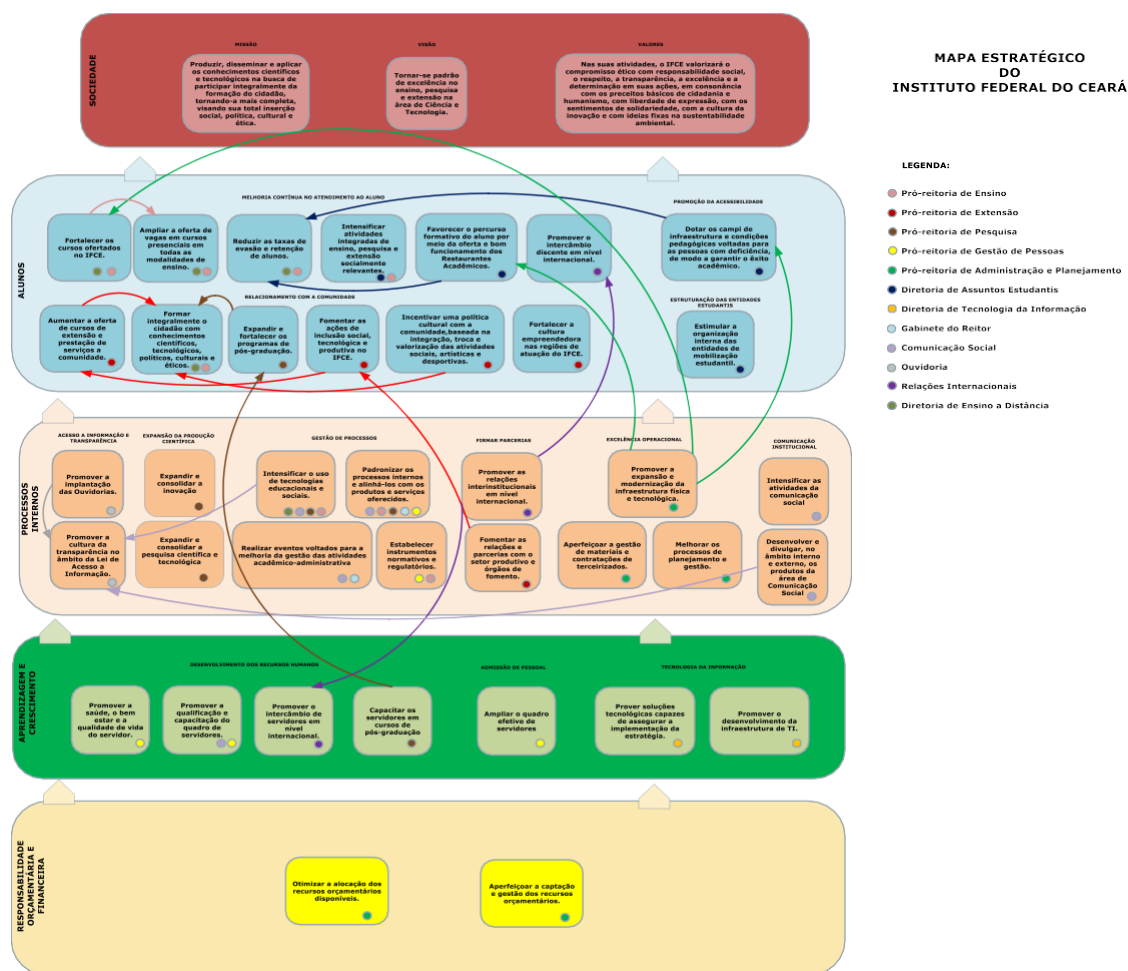 MAPA ESTRATÉGICO
DO
INSTITUTO FEDERAL DO CEARÁ
SOCIEDADE
MISSÃO
Produzir, disseminar e aplicar
os conhecimentos científicos
e tecnológicos na busca de
participar integralmente da
formação do cidadão,
tornando-a mais completa,
visando sua total inserção
social, política, cultural e
ética.
VISÃO
Tornar-se padrão
de excelência no
ensino, pesquisa
e extensão na
área de Ciência e
Tecnologia.
VALORES
Nas suas atividades, o IFCE valorizará o
compromisso ético com responsabilidade social,
o respeito, a transparência, a excelência e a
determinação em suas ações, em consonância
com os preceitos básicos de cidadania e
humanismo, com liberdade de expressão, com os
sentimentos de solidariedade, com a cultura da
inovação e com ideias fixas na sustentabilidade
ambiental.
LEGENDA:
Pró-reitoria de Ensino
Pró-reitoria de Extensão
Pró-reitoria de Pesquisa
Pró-reitoria de Gestão de Pessoas
Pró-reitoria de Administração e Planejamento
Diretoria de Assuntos Estudantis
Diretoria de Tecnologia da Informação
Gabinete do Reitor
Comunicação Social
Ouvidoria
Relações Internacionais
Diretoria de Ensino a Distância
ALUNOS
MELHORIA CONTÍNUA NO ATENDIMENTO AO ALUNO
PROMOÇÃO DA ACESSIBILIDADE
Fortalecer os
cursos ofertados
no IFCE.
Ampliar a oferta de
vagas em cursos
presenciais em
todas as
modalidades de
ensino.
Reduzir as taxas de
evasão e retenção
de alunos.
Intensificar
atividades
integradas de
ensino, pesquisa e
extensão
socialmente
relevantes.
Favorecer o percurso
formativo do aluno por
meio da oferta e bom
funcionamento dos
Restaurantes
Acadêmicos.
Promover o
intercâmbio
discente em nível
internacional.
Dotar os campi de
infraestrutura e condições
pedagógicas voltadas para
as pessoas com deficiência,
de modo a garantir o êxito
acadêmico.
RELACIONAMENTO COM A COMUNIDADE
ESTRUTURAÇÃO DAS ENTIDADES
ESTUDANTIS
Aumentar a oferta
de cursos de
extensão e
prestação de
serviços a
comunidade.
Formar
integralmente o
cidadão com
conhecimentos
científicos,
tecnológicos,
políticos, culturais e
éticos.
Expandir e
fortalecer os
programas de
pós-graduação.
Fomentar as
ações de
inclusão social,
tecnológica e
produtiva no
IFCE.
Incentivar uma política
cultural com a
comunidade,baseada na
integração, troca e
valorização das atividades
sociais, artísticas e
desportivas.
Fortalecer a
cultura
empreendedora
nas regiões de
atuação do IFCE.
Estimular a
organização
interna das
entidades de
mobilização
estudantil.
PROCESSOS
INTERNOS
ACESSO A INFORMAÇÃO E
TRANSPARÊNCIA
EXPANSÃO DA PRODUÇÃO
CIENTÍFICA
GESTÃO DE PROCESSOS
FIRMAR PARCERIAS
EXCELÊNCIA OPERACIONAL
COMUNICAÇÃO
INSTITUCIONAL
Promover a
implantação
das Ouvidorias.
Expandir e
consolidar a
inovação
Intensificar o uso
de tecnologias
educacionais e
sociais.
Padronizar os
processos internos
e alinhá-los com os
produtos e serviços
oferecidos.
Promover as
relações
interinstitucionais
em nível
internacional.
Promover a
expansão e
modernização da
infraestrutura física
e tecnológica.
Intensificar as
atividades da
comunicação
social
Promover a
cultura da
transparência no
âmbito da Lei de
Acesso a
Informação.
Expandir e
consolidar a
pesquisa científica e
tecnológica
Realizar eventos voltados para a
melhoria da gestão das atividades
acadêmico-administrativa
Estabelecer
instrumentos
normativos e
regulatórios.
Fomentar as
relações e
parcerias com o
setor produtivo e
órgãos de
fomento.
Aperfeiçoar a gestão
de materiais e
contratações de
terceirizados.
Melhorar os
processos de
planejamento e
gestão.
Desenvolver e
divulgar, no
âmbito interno
e externo, os
produtos da
área de
Comunicação
Social
APRENDIZAGEM E
CRESCIMENTO
DESENVOLVIMENTO DOS RECURSOS HUMANOS
ADMISSÃO DE PESSOAL
TECNOLOGIA DA INFORMAÇÃO
Promover a
saúde, o bem
estar e a
qualidade de vida
do servidor.
Promover a
qualificação e
capacitação do
quadro de
servidores.
Promover o
intercâmbio de
servidores em
nível
internacional.
Capacitar os
servidores em
cursos de
pós-graduação
Ampliar o quadro
efetivo de
servidores
Prover soluções
tecnológicas capazes
de assegurar a
implementação da
estratégia.
Promover o
desenvolvimento da
infraestrutura de TI.
RESPONSABILIDADE
ORÇAMENTÁRIA E
FINANCEIRA
Otimizar a alocação dos
recursos orçamentários
disponíveis.
Aperfeiçoar a captação
e gestão dos recursos
orçamentários.